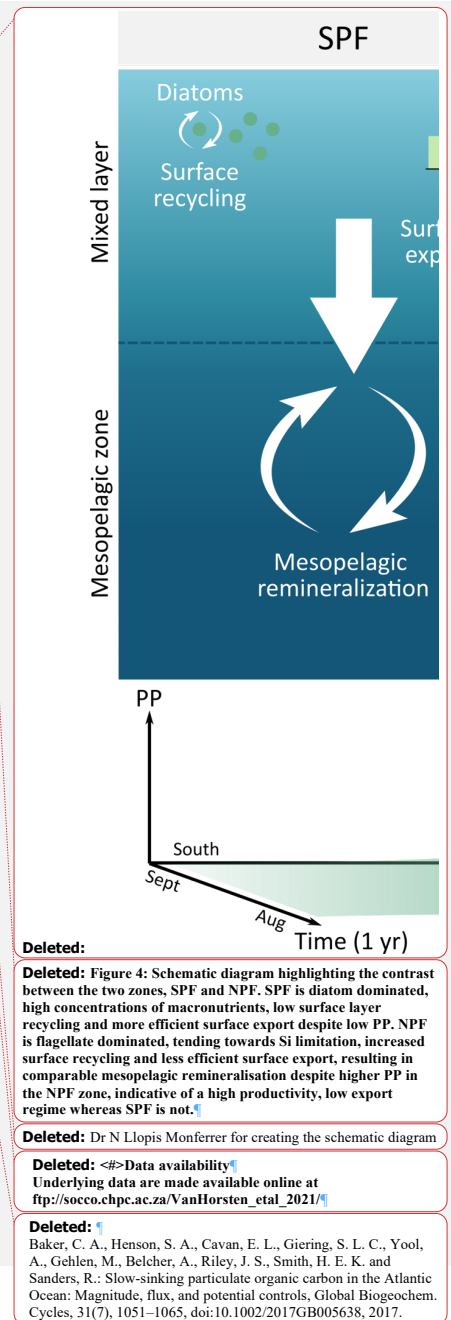 SPF
Diatoms
Surface
recycling
Mixed layer
Surf
exp
Mesopelagic zone
Mesopelagic
remineralization
PP
South
Sept
Aug
Time (1 yr)
Deleted:
Deleted: Figure 4: Schematic diagram highlighting the contrast
between the two zones, SPF and NPF. SPF is diatom dominated,
high concentrations of macronutrients, low surface layer
recycling and more efficient surface export despite low PP. NPF
is flagellate dominated, tending towards Si limitation, increased
surface recycling and less efficient surface export, resulting in
comparable mesopelagic remineralisation despite higher PP in
the NPF zone, indicative of a high productivity, low export
regime whereas SPF is not.¶
Deleted: Dr N Llopis Monferrer for creating the schematic diagram
Deleted: <#>Data availability¶
Underlying data are made available online at
ftp://socco.chpc.ac.za/VanHorsten_etal_2021/¶
Deleted: ¶
Baker, C. A., Henson, S. A., Cavan, E. L., Giering, S. L. C., Yool,
A., Gehlen, M., Belcher, A., Riley, J. S., Smith, H. E. K. and
Sanders, R.: Slow-sinking particulate organic carbon in the Atlantic
Ocean: Magnitude, flux, and potential controls, Global Biogeochem.
Cycles, 31(7), 1051–1065, doi:10.1002/2017GB005638, 2017.